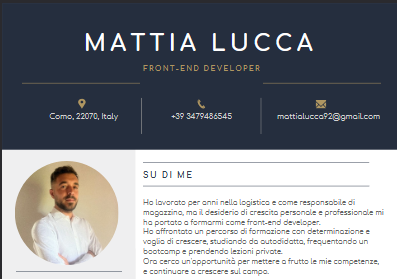 MATTIA LUCCA
FRONT-END DEVELOPER
Como, 22070, Italy
+39 3479486545
mattialucca92@gmail.com
SU DI ME
Ho lavorato per anni nella logistica e come responsabile di
magazzino, ma il desiderio di crescita personale e professionale mi
ha portato a formarmi come front-end developer.
Ho affrontato un percorso di formazione con determinazione e
voglia di crescere, studiando da autodidatta, frequentando un
bootcamp e prendendo lezioni private.
Ora cerco un'opportunità per mettere a frutto le mie competenze,
e continuare a crescere sul campo.